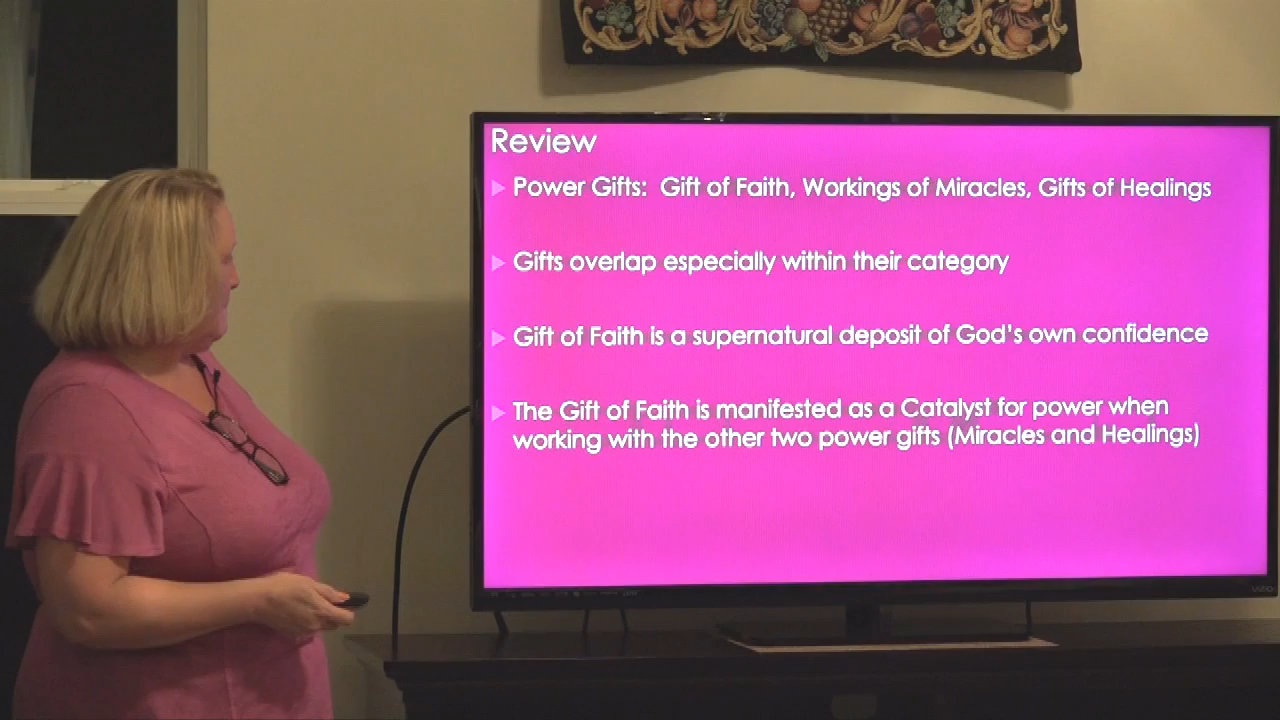 Review
Power Gifts: Gift of Faith, Workings of Miracles, Gifts of Healings
Gifts overlap especially within their category
Gift of Faith is a supernatural deposit of God's own confidence
The Gift of Faith is manifested as a Catalyst for power when
working with the other two power gifts (Miracles and Healings)
VIZIO